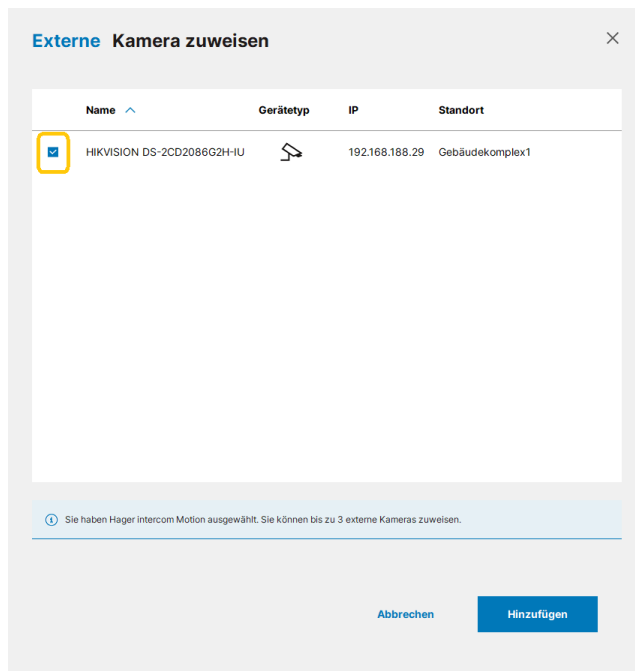 Externe Kamera zuweisen
Name Gerätetyp IP Standort
HIKVISION DS-2CD2086G2H-IU 192.168.188.29 Gebäudekomplex1
Sie haben Hager intercom Motion ausgewählt. Sie können bis zu 3 externe Kameras zuweisen.
Abbrechen Hinzufügen